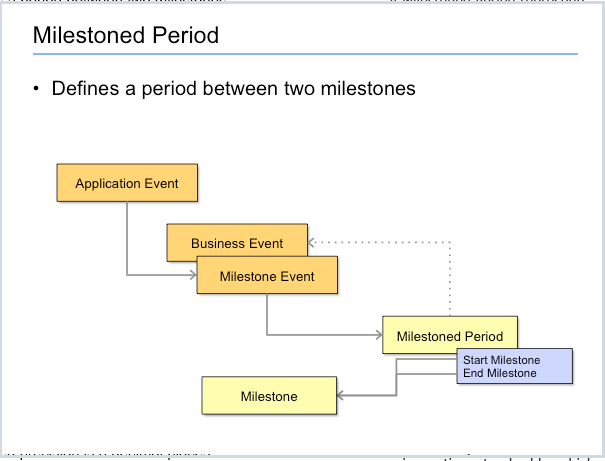 Milestoned Period
• Defines a period between two milestones
Application Event
Business Event
Milestone Event
Milestoned Period
Start Milestone
End Milestone
Milestone